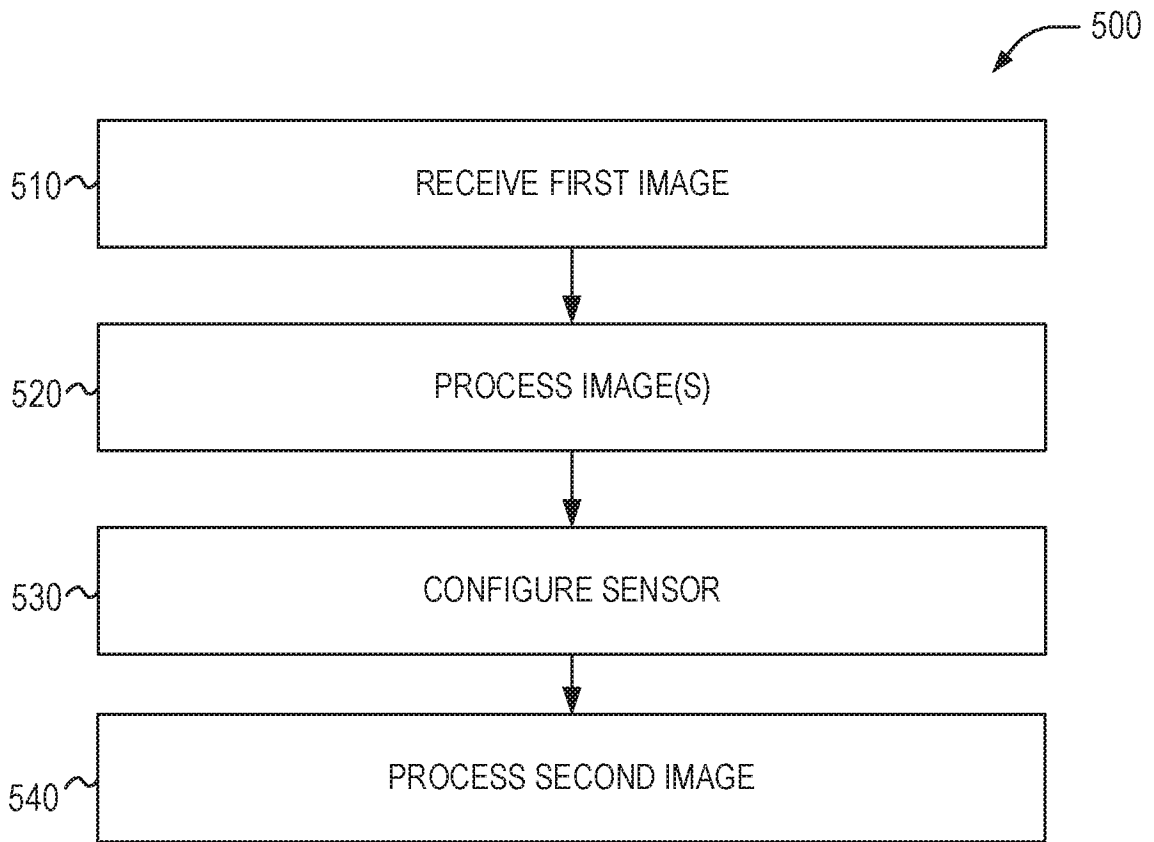 500
510 RECEIVE FIRST IMAGE
520 PROCESS IMAGE(S)
530 CONFIGURE SENSOR
540 PROCESS SECOND IMAGE